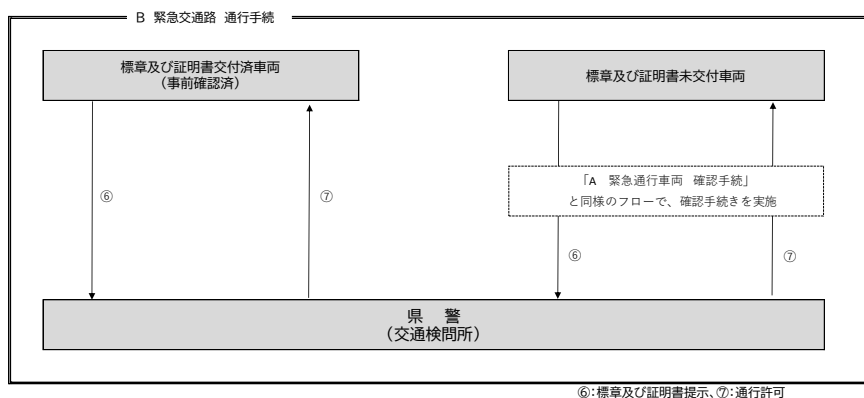 B 緊急交通路 通行手続
標章及び証明書交付済車両
（事前確認済）
標章及び証明書未交付車両
「A 緊急通行車両 確認手続」
と同様のフローで、確認手続きを実施
⑥
⑦
⑥
⑦
県 警
（交通検問所）
⑥：標章及び証明書提示、⑦：通行許可